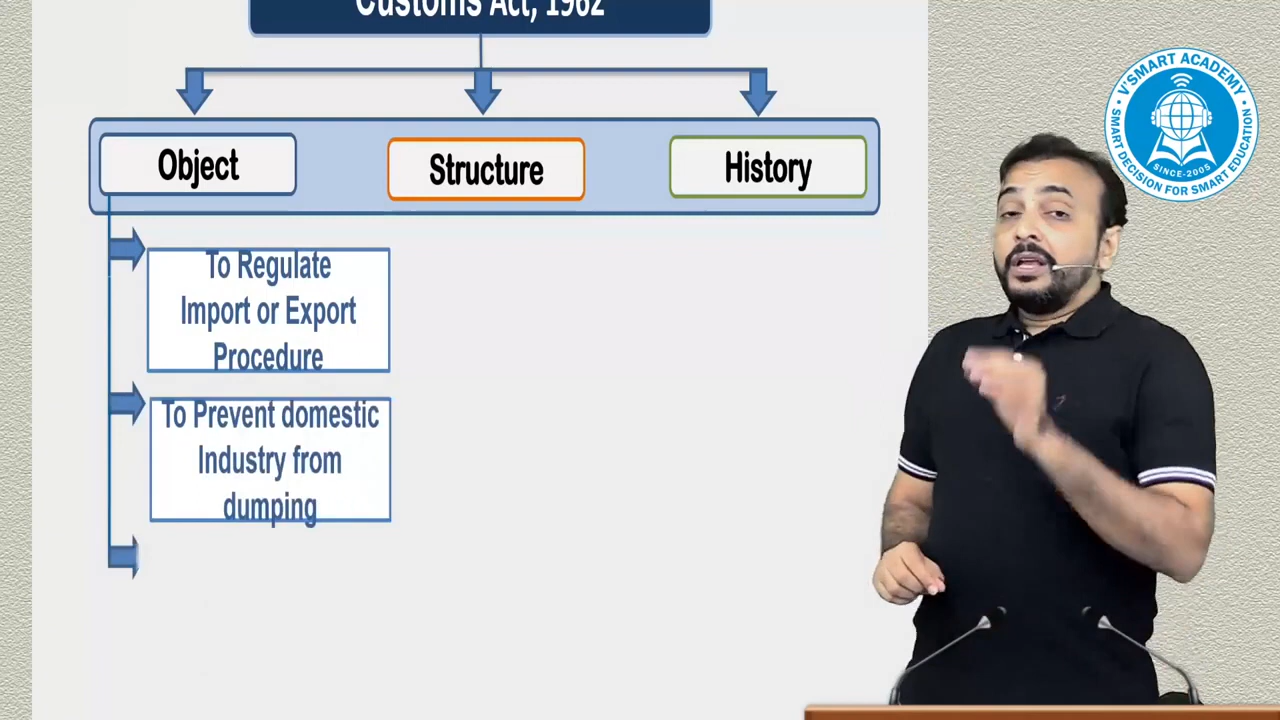 Customs Act, 1962
Object
Structure
History
To Regulate
Import or Export
Procedure
To Prevent domestic
Industry from
dumping
V'SMART ACADEMY
SMART DECISION FOR SMART EDUCATION
SINCE-2005